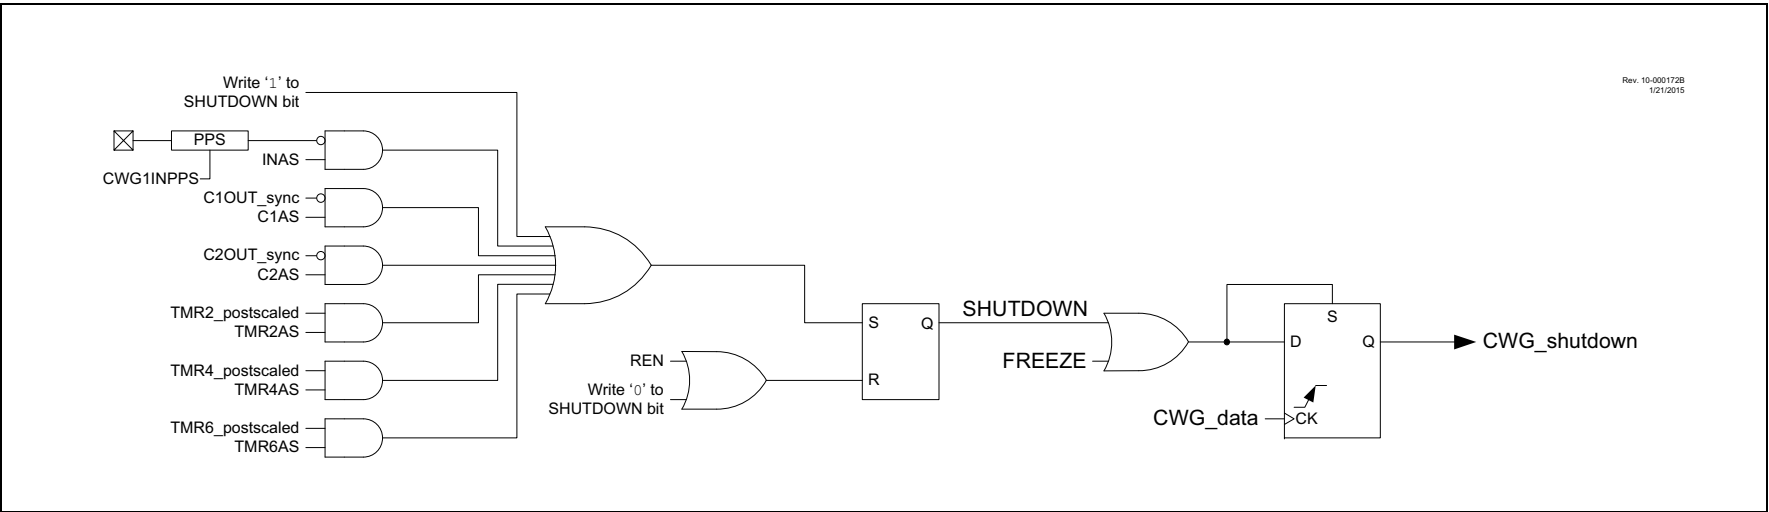 Write ‘1’ to
SHUTDOWN bit
Rev. 10-000172B
1/21/2015
PPS
INAS
CWG1INPPS
C1OUT_sync
C1AS
C2OUT_sync
C2AS
TMR2_postscaled
TMR2AS
TMR4_postscaled
TMR4AS
TMR6_postscaled
TMR6AS
REN
Write ‘0’ to
SHUTDOWN bit
S
Q
R
SHUTDOWN
FREEZE
S
D
Q
CWG_data
CK
CWG_shutdown